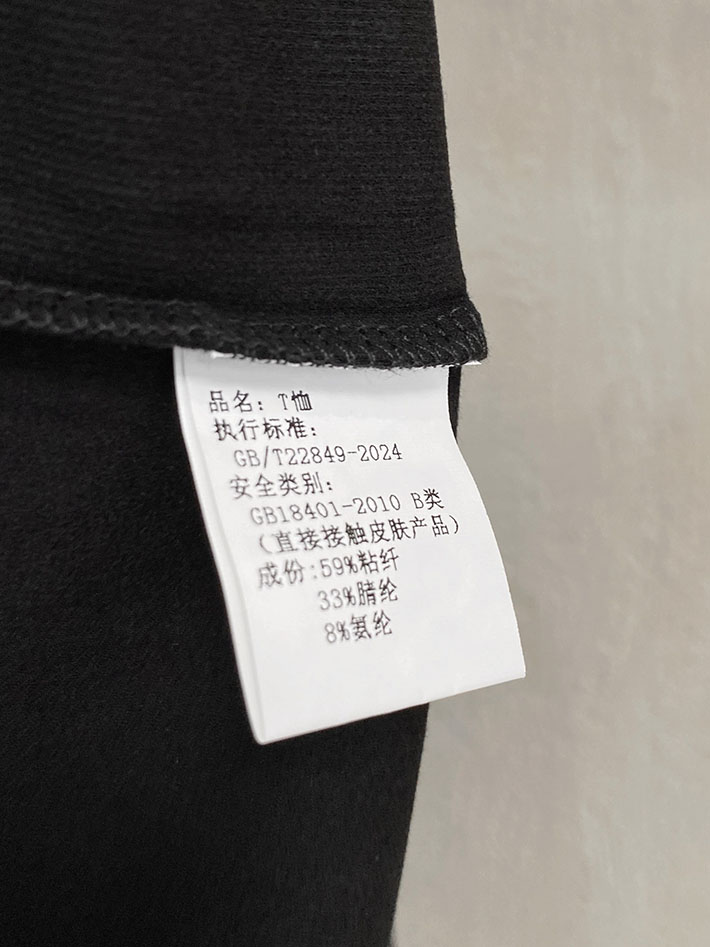 品名：T恤
执行标准：
GB/T22849-2024
安全类别：
GB18401-2010 B类
（直接接触皮肤产品）
成份:59%粘纤
33%腈纶
8%氨纶